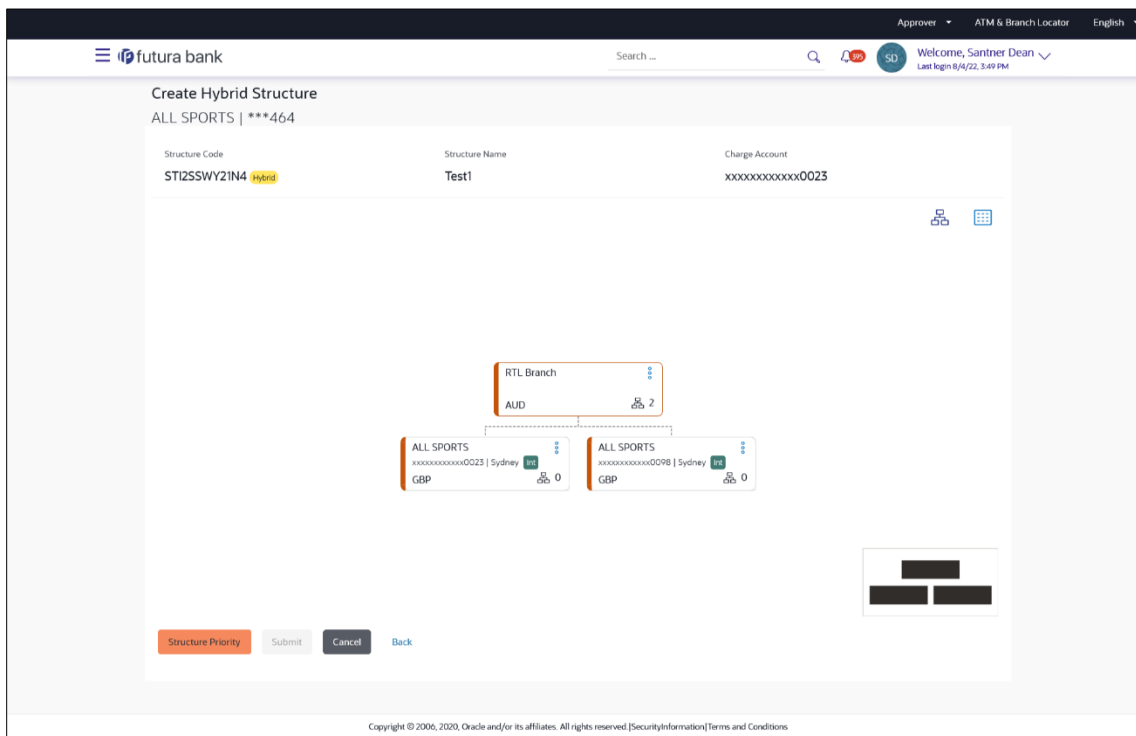 Approver ATM & Branch Locator English
futura bank Search ... 395 SD Welcome, Santner Dean
Last login 8/4/22, 3:49 PM
Create Hybrid Structure
ALL SPORTS | ***464
Structure Code Structure Name Charge Account
STI2SSWY21N4 Hybrid Test1 xxxxxxxxxxxx0023
RTL Branch
AUD 2
ALL SPORTS ALL SPORTS
xxxxxxxxxxxx0023 | Sydney Int xxxxxxxxxxxx0098 | Sydney Int
GBP 0 GBP 0
Structure Priority Submit Cancel Back
Copyright © 2006, 2020, Oracle and/or its affiliates. All rights reserved.|SecurityInformation|Terms and Conditions